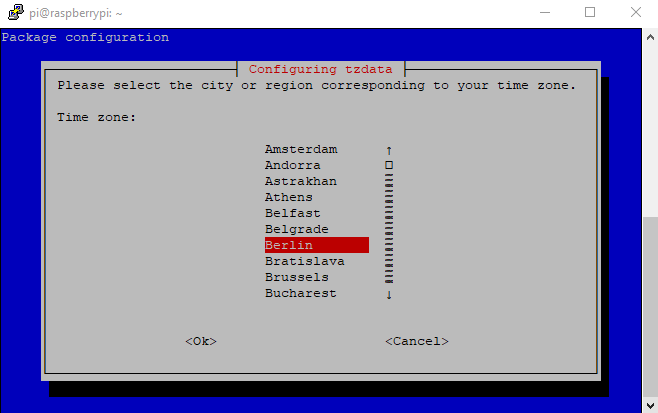 pi@raspberrypi: ~
Package configuration
Configuring tzdata
Please select the city or region corresponding to your time zone.
Time zone:
Amsterdam
Andorra
Astrakhan
Athens
Belfast
Belgrade
Berlin
Bratislava
Brussels
Bucharest
<Ok> <Cancel>